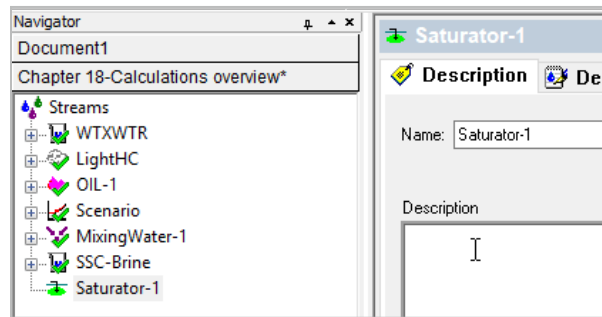 Navigator
Document1
Chapter 18-Calculations overview*
Streams
WTXWTR
LightHC
OIL-1
Scenario
MixingWater-1
SSC-Brine
Saturator-1
Saturator-1
Description
De
Name: Saturator-1
Description